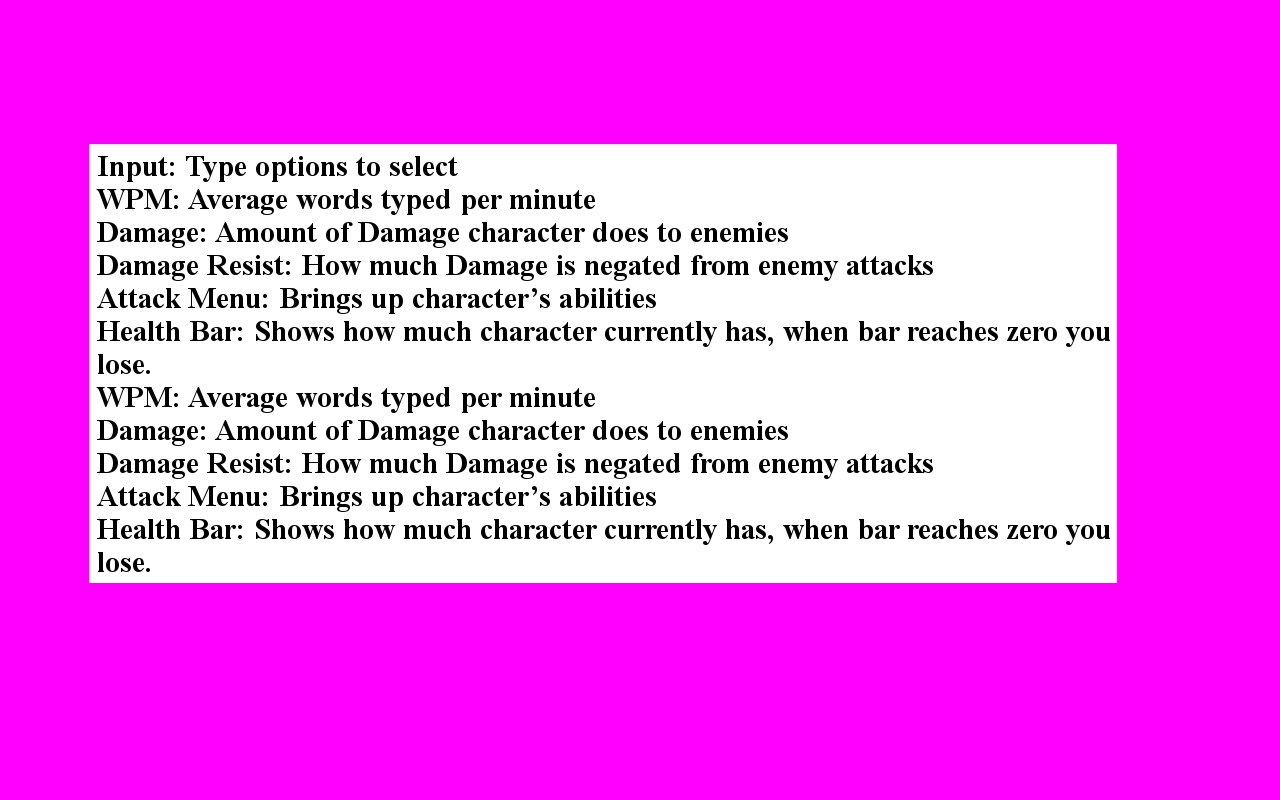 Input: Type options to select
WPM: Average words typed per minute
Damage: Amount of Damage character does to enemies
Damage Resist: How much Damage is negated from enemy attacks
Attack Menu: Brings up character’s abilities
Health Bar: Shows how much character currently has, when bar reaches zero you
lose.
WPM: Average words typed per minute
Damage: Amount of Damage character does to enemies
Damage Resist: How much Damage is negated from enemy attacks
Attack Menu: Brings up character’s abilities
Health Bar: Shows how much character currently has, when bar reaches zero you
lose.